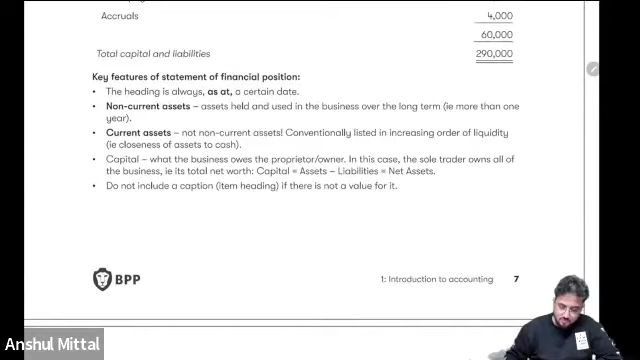 Accruals 4,000
60,000
Total capital and liabilities 290,000
Key features of statement of financial position:
• The heading is always, as at, a certain date.
• Non-current assets – assets held and used in the business over the long term (ie more than one
year).
• Current assets – not non-current assets! Conventionally listed in increasing order of liquidity
(ie closeness of assets to cash).
• Capital – what the business owes the proprietor/owner. In this case, the sole trader owns all of
the business, ie its total net worth: Capital = Assets – Liabilities = Net Assets.
• Do not include a caption (item heading) if there is not a value for it.
BPP
1: Introduction to accounting 7
Anshul Mittal